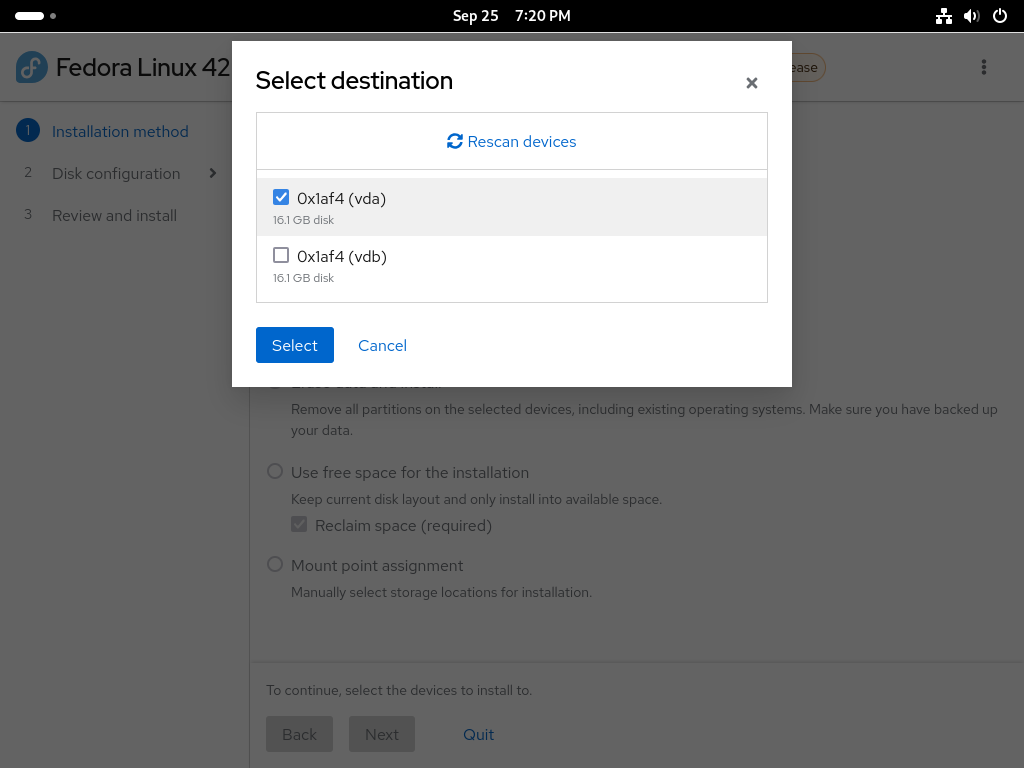 Sep 25 7:20 PM
Fedora Linux 42
ease
Select destination
Rescan devices
0x1af4 (vda)
16.1 GB disk
0x1af4 (vdb)
16.1 GB disk
Select Cancel
1 Installation method
2 Disk configuration
3 Review and install
Remove all partitions on the selected devices, including existing operating systems. Make sure you have backed up
your data.
Use free space for the installation
Keep current disk layout and only install into available space.
Reclaim space (required)
Mount point assignment
Manually select storage locations for installation.
To continue, select the devices to install to.
Back Next Quit